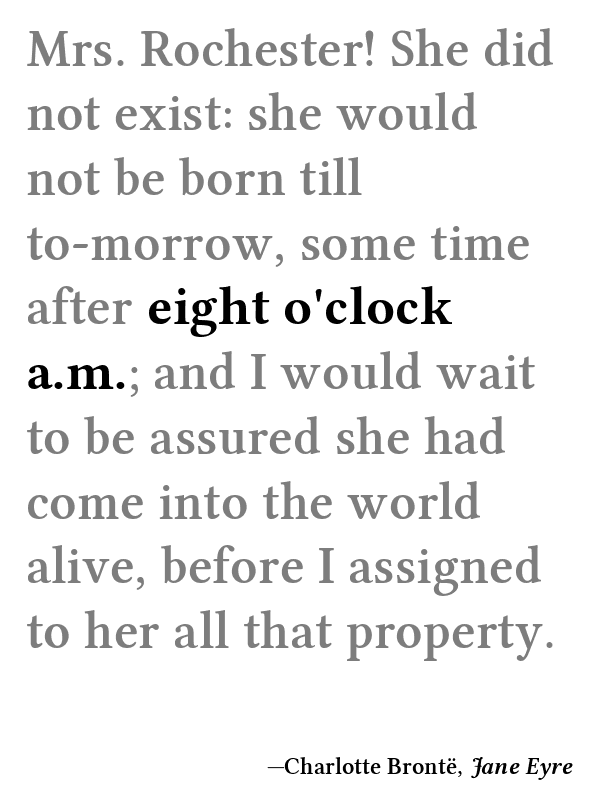 Mrs. Rochester! She did
not exist: she would
not be born till
to-morrow, some time
after eight o'clock
a.m.; and I would wait
to be assured she had
come into the world
alive, before I assigned
to her all that property.
—Charlotte Brontë, Jane Eyre